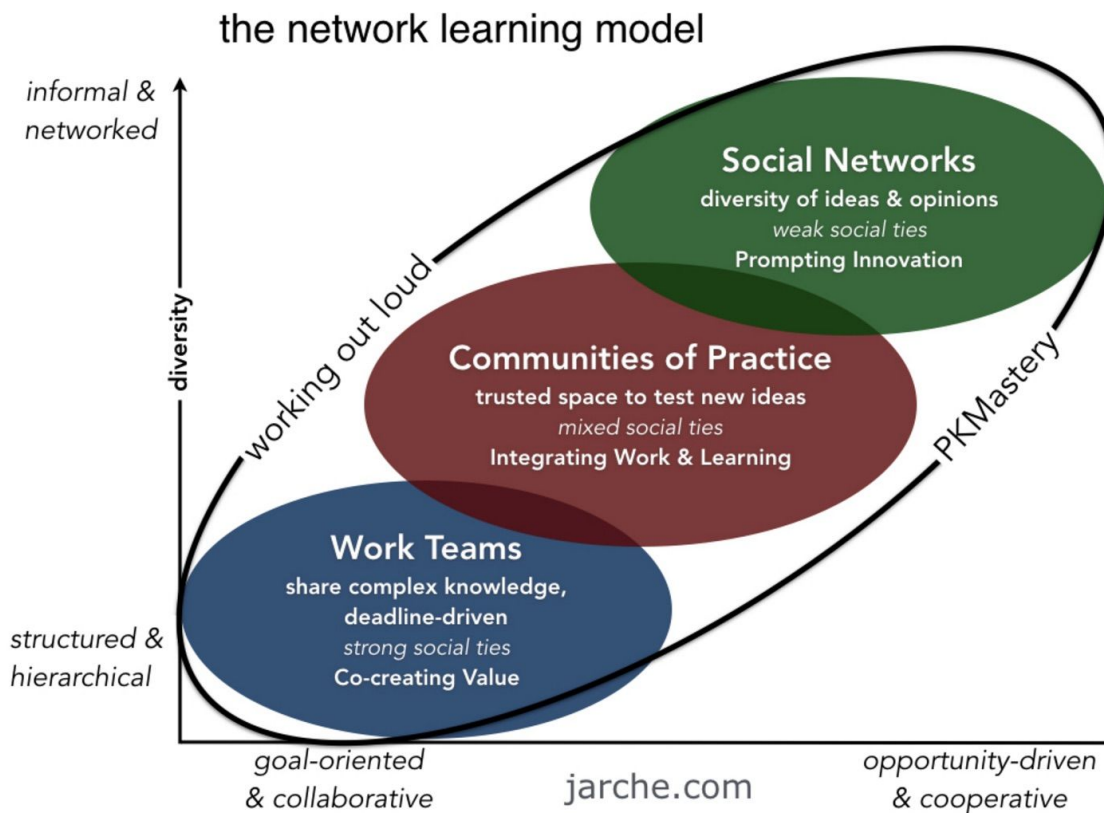 the network learning model
informal &
networked
diversity
structured &
hierarchical
working out loud
Social Networks
diversity of ideas & opinions
weak social ties
Prompting Innovation
Communities of Practice
trusted space to test new ideas
mixed social ties
Integrating Work & Learning
PKMastery
Work Teams
share complex knowledge,
deadline-driven
strong social ties
Co-creating Value
goal-oriented
& collaborative
jarche.com
opportunity-driven
& cooperative